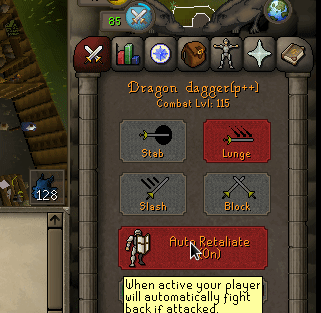 85
Dragon dagger(p++)
Combat Lvl: 115
Stab
Lunge
Slash
Block
128
Auto Retaliate
(On)
When active your player
will automatically fight
back if attacked.